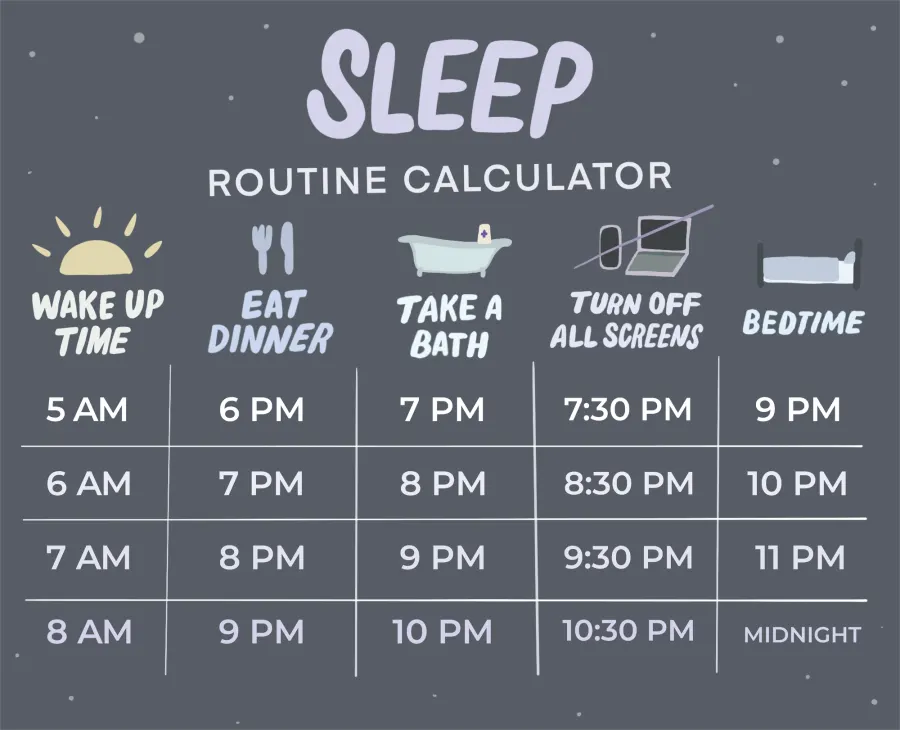 SLEEP
ROUTINE CALCULATOR
WAKE UP
TIME
EAT
DINNER
TAKE A
BATH
TURN OFF
ALL SCREENS
BEDTIME
5 AM 6 PM 7 PM 7:30 PM 9 PM
6 AM 7 PM 8 PM 8:30 PM 10 PM
7 AM 8 PM 9 PM 9:30 PM 11 PM
8 AM 9 PM 10 PM 10:30 PM MIDNIGHT